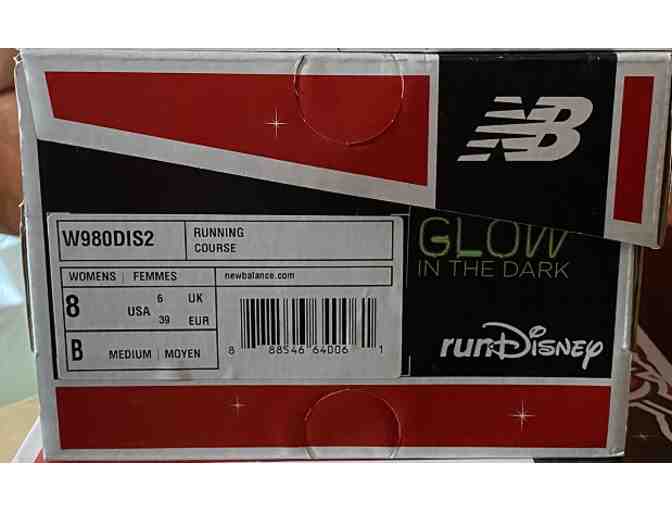 NB
W980DIS2
RUNNING
COURSE
GLOW
IN THE DARK
WOMENS | FEMMES
newbalance.com
8
USA
6
UK
39
EUR
B
MEDIUM | MOYEN
8 88546 64006 1
runDisney